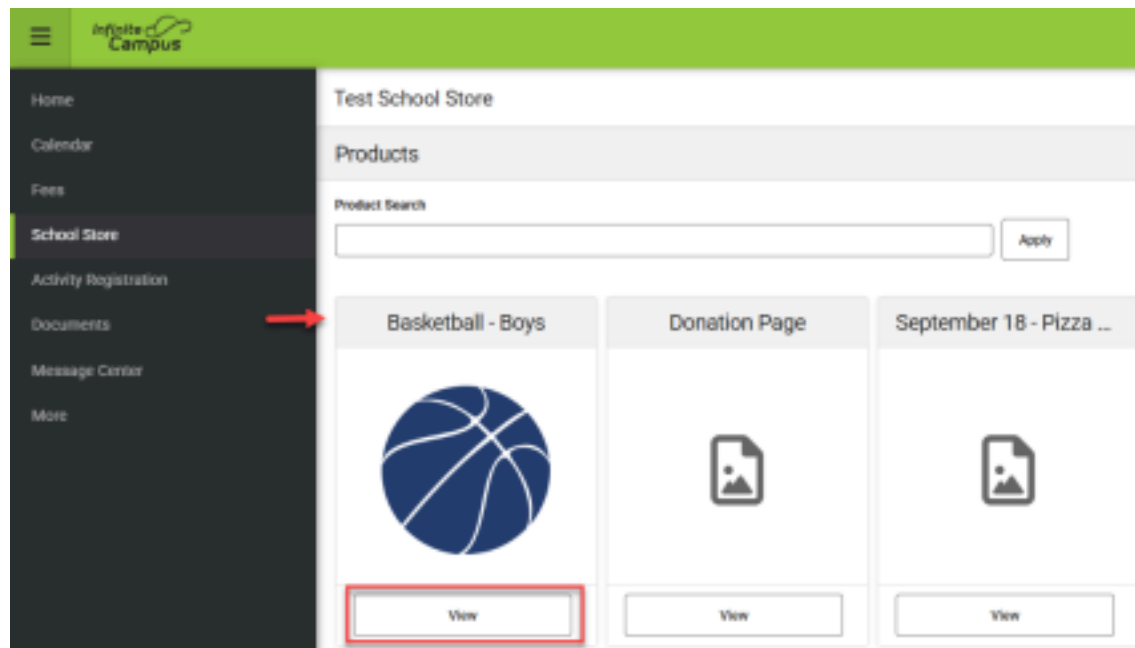 Infinite
Campus
Home
Calendar
Fees
School Store
Activity Registration
Documents
Message Center
More
Test School Store
Products
Product Search
Apply
Basketball - Boys
Donation Page
September 18 - Pizza ...
View
View
View